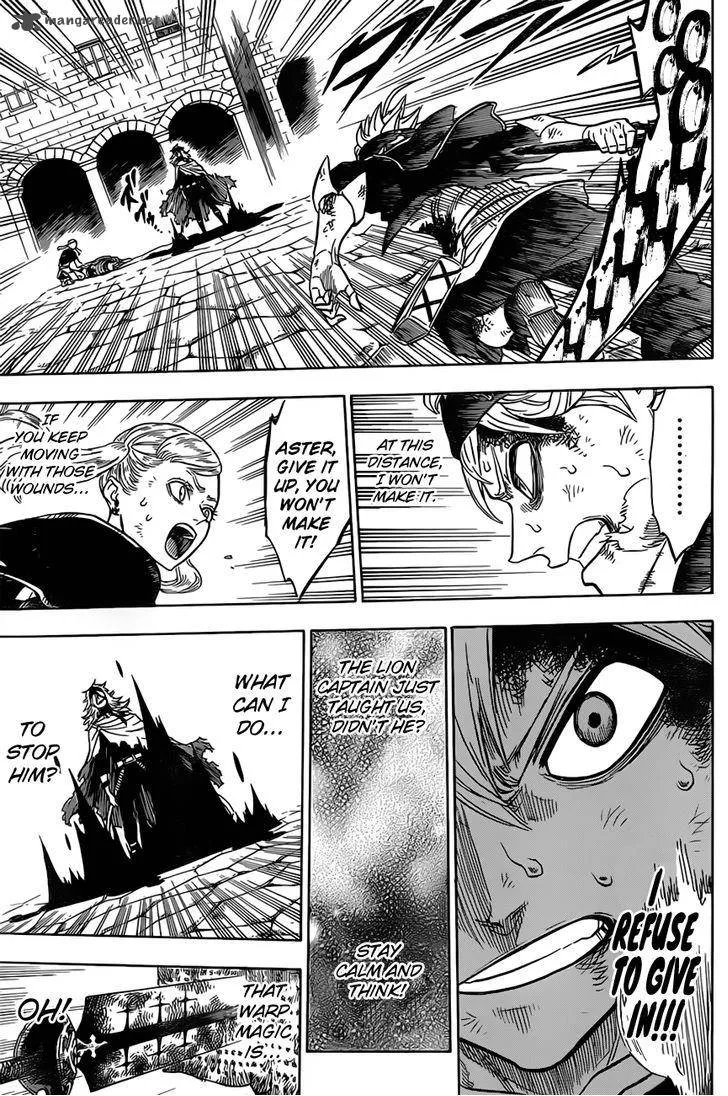 mangareader.net
.........
AT THIS
DISTANCE,
I WON'T
MAKE IT.
ASTER,
GIVE IT
UP, YOU
WON'T
MAKE IT!
IF
YOU KEEP
MOVING
WITH THOSE
WOUNDS...
I
REFUSE
TO GIVE
IN!!!
THE LION
CAPTAIN JUST
TAUGHT US,
DIDN'T HE?
STAY
CALM AND
THINK!
WHAT
CAN I
DO...
TO
STOP
HIM?
THAT
WARP
MAGIC
IS...
OH!